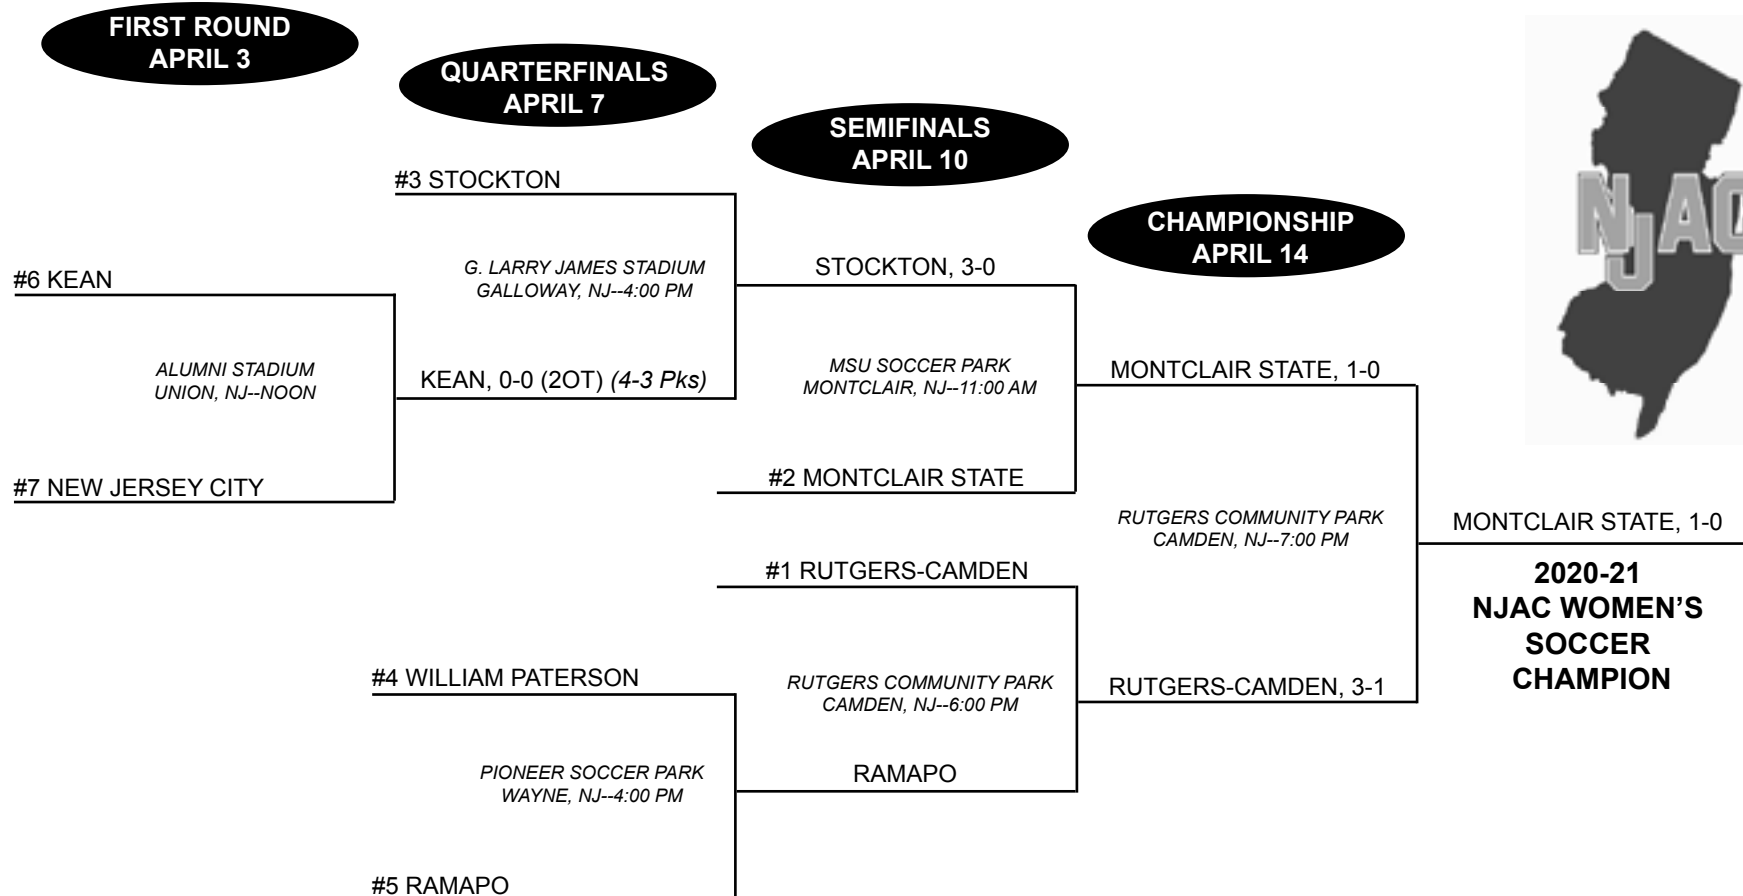 FIRST ROUND
APRIL 3
QUARTERFINALS
APRIL 7
SEMIFINALS
APRIL 10
CHAMPIONSHIP
APRIL 14
#3 STOCKTON
G. LARRY JAMES STADIUM
GALLOWAY, NJ--4:00 PM
#6 KEAN
ALUMNI STADIUM
UNION, NJ--NOON
KEAN, 0-0 (2OT) (4-3 Pks)
#7 NEW JERSEY CITY
STOCKTON, 3-0
MSU SOCCER PARK
MONTCLAIR, NJ--11:00 AM
#2 MONTCLAIR STATE
MONTCLAIR STATE, 1-0
RUTGERS COMMUNITY PARK
CAMDEN, NJ--7:00 PM
#1 RUTGERS-CAMDEN
#4 WILLIAM PATERSON
RUTGERS COMMUNITY PARK
CAMDEN, NJ--6:00 PM
RUTGERS-CAMDEN, 3-1
PIONEER SOCCER PARK
WAYNE, NJ--4:00 PM
RAMAPO
#5 RAMAPO
NJAC
MONTCLAIR STATE, 1-0
2020-21
NJAC WOMEN'S
SOCCER
CHAMPION